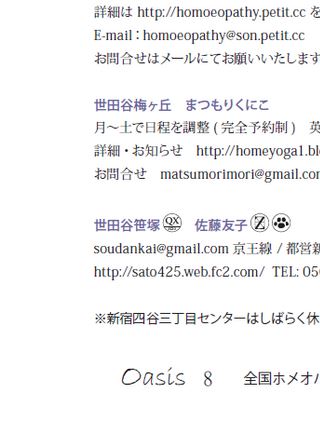 詳細は http://homoeopathy.petit.cc を
E-mail：homoeopathy@son.petit.cc
お問合せはメールにてお願いいたします
世田谷梅ヶ丘　まつもりくにこ
月〜土で日程を調整 ( 完全予約制 )　英
詳細・お知らせ　http://homeyoga1.bl
お問合せ　matsumorimori@gmail.co
世田谷笹塚 QX　佐藤友子 Z
soudankai@gmail.com 京王線 / 都営新
http://sato425.web.fc2.com/ TEL: 05
※新宿四谷三丁目センターはしばらく休
Oasis 8　全国ホメオパ